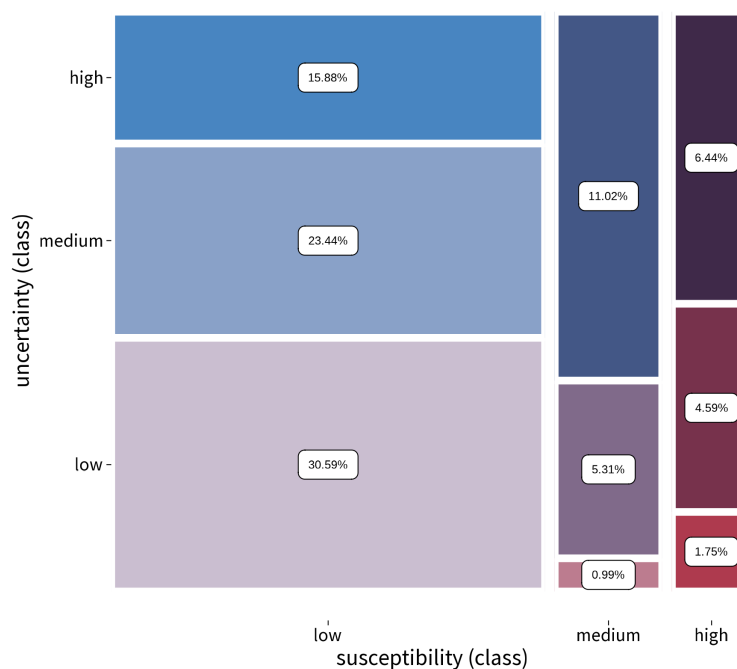 high
15.88%
6.44%
11.02%
medium
23.44%
4.59%
low
30.59%
5.31%
1.75%
0.99%
uncertainty (class)
low
medium
high
susceptibility (class)